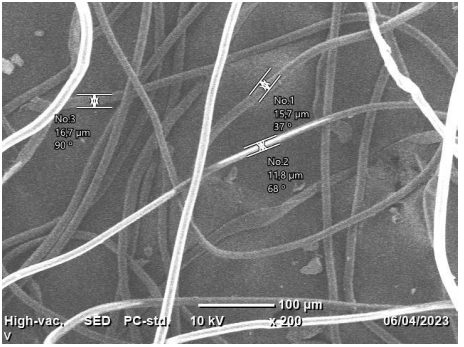 No.1
15,7 µm
37 °
No.3
16,7 µm
90 °
No.2
11,8 µm
68 °
100 µm
High-vac. SED PC-std. 10 kV x 200 06/04/2023
V